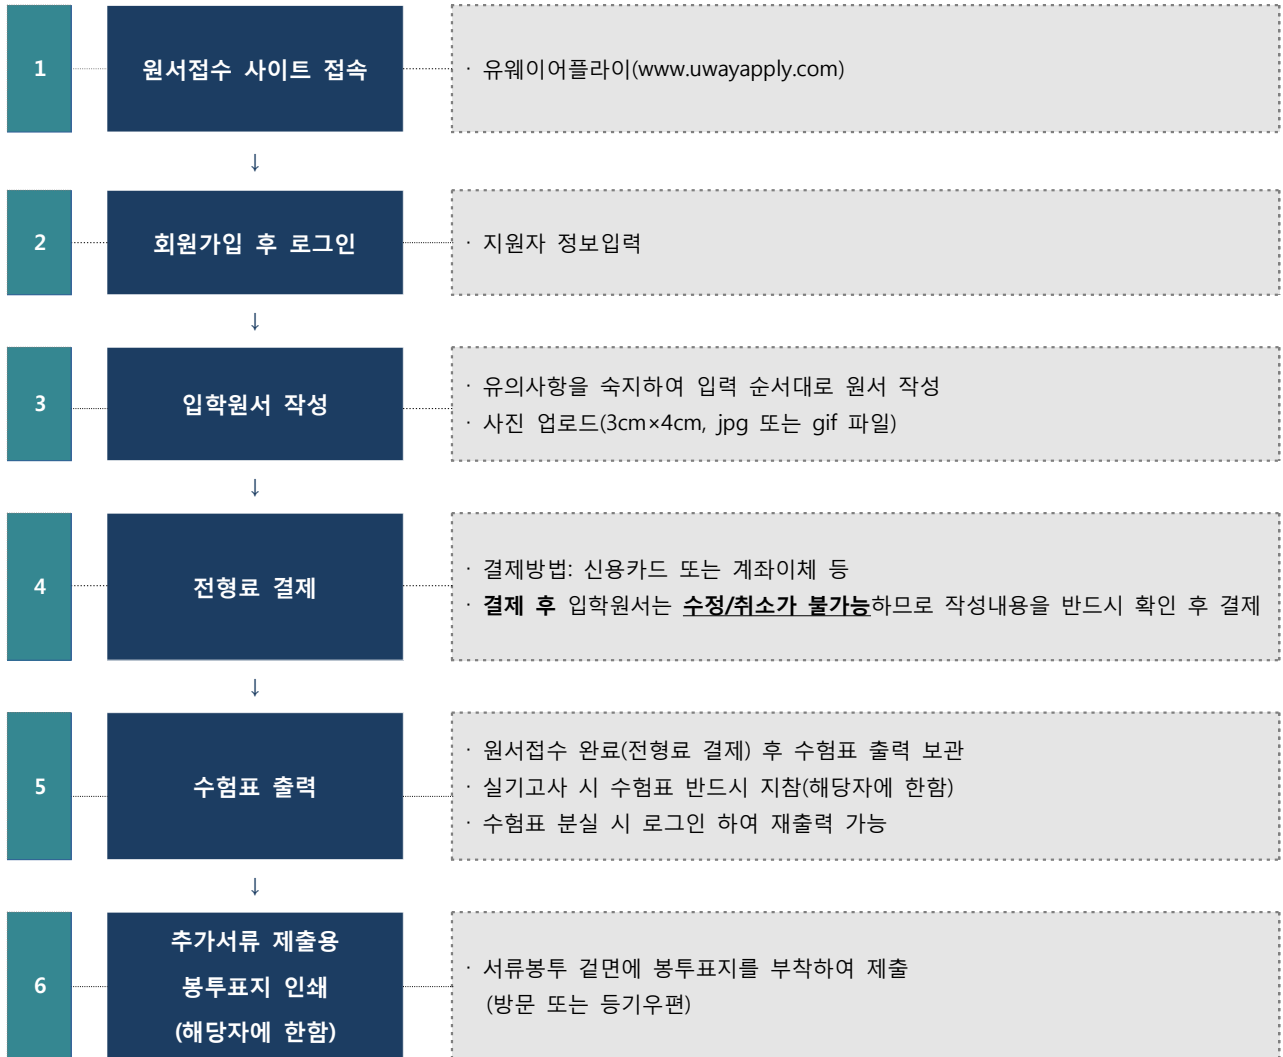 1
원서접수 사이트 접속
· 유웨이어플라이(www.uwayapply.com)
↓
2
회원가입 후 로그인
· 지원자 정보입력
↓
3
입학원서 작성
· 유의사항을 숙지하여 입력 순서대로 원서 작성
· 사진 업로드(3cm×4cm, jpg 또는 gif 파일)
↓
4
전형료 결제
· 결제방법: 신용카드 또는 계좌이체 등
· 결제 후 입학원서는 수정/취소가 불가능하므로 작성내용을 반드시 확인 후 결제
↓
5
수험표 출력
· 원서접수 완료(전형료 결제) 후 수험표 출력 보관
· 실기고사 시 수험표 반드시 지참(해당자에 한함)
· 수험표 분실 시 로그인 하여 재출력 가능
↓
6
추가서류 제출용
봉투표지 인쇄
(해당자에 한함)
· 서류봉투 겉면에 봉투표지를 부착하여 제출
(방문 또는 등기우편)